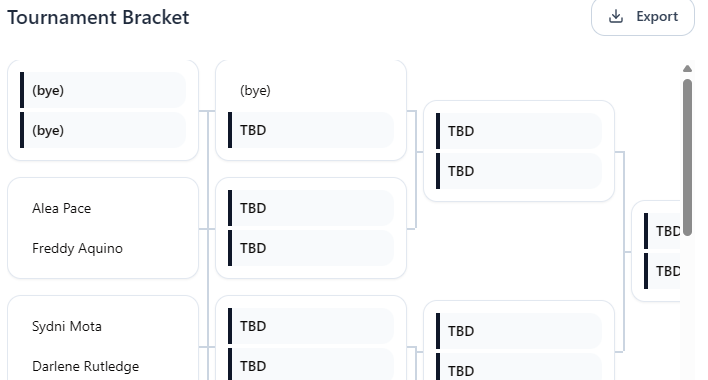 Tournament Bracket
Export
(bye)
(bye)
Alea Pace
Freddy Aquino
Sydni Mota
Darlene Rutledge
(bye)
TBD
TBD
TBD
TBD
TBD
TBD
TBD
TBD
TBD
TBD
TBD